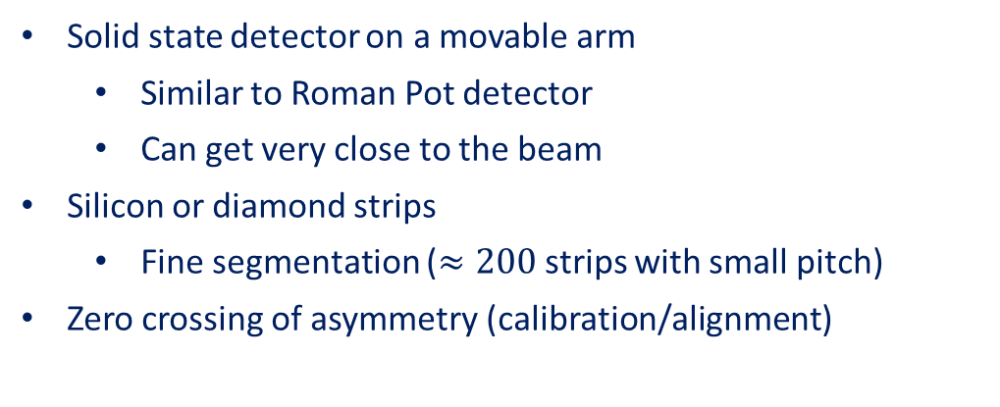 • Solid state detector on a movable arm
• Similar to Roman Pot detector
• Can get very close to the beam
• Silicon or diamond strips
• Fine segmentation (≈ 200 strips with small pitch)
• Zero crossing of asymmetry (calibration/alignment)